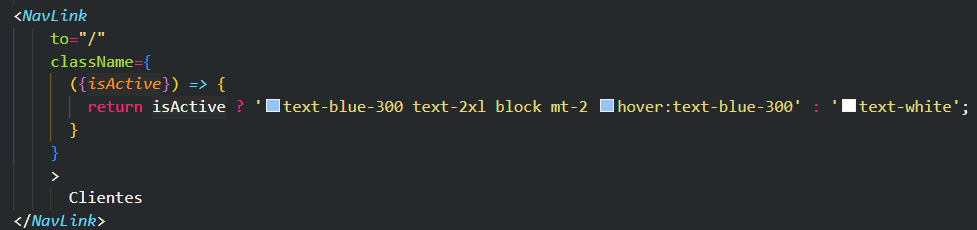 <NavLink
to="/"
className={
({isActive}) => {
return isActive ? 'text-blue-300 text-2xl block mt-2 hover:text-blue-300' : 'text-white';
}
}
>
Clientes
</NavLink>